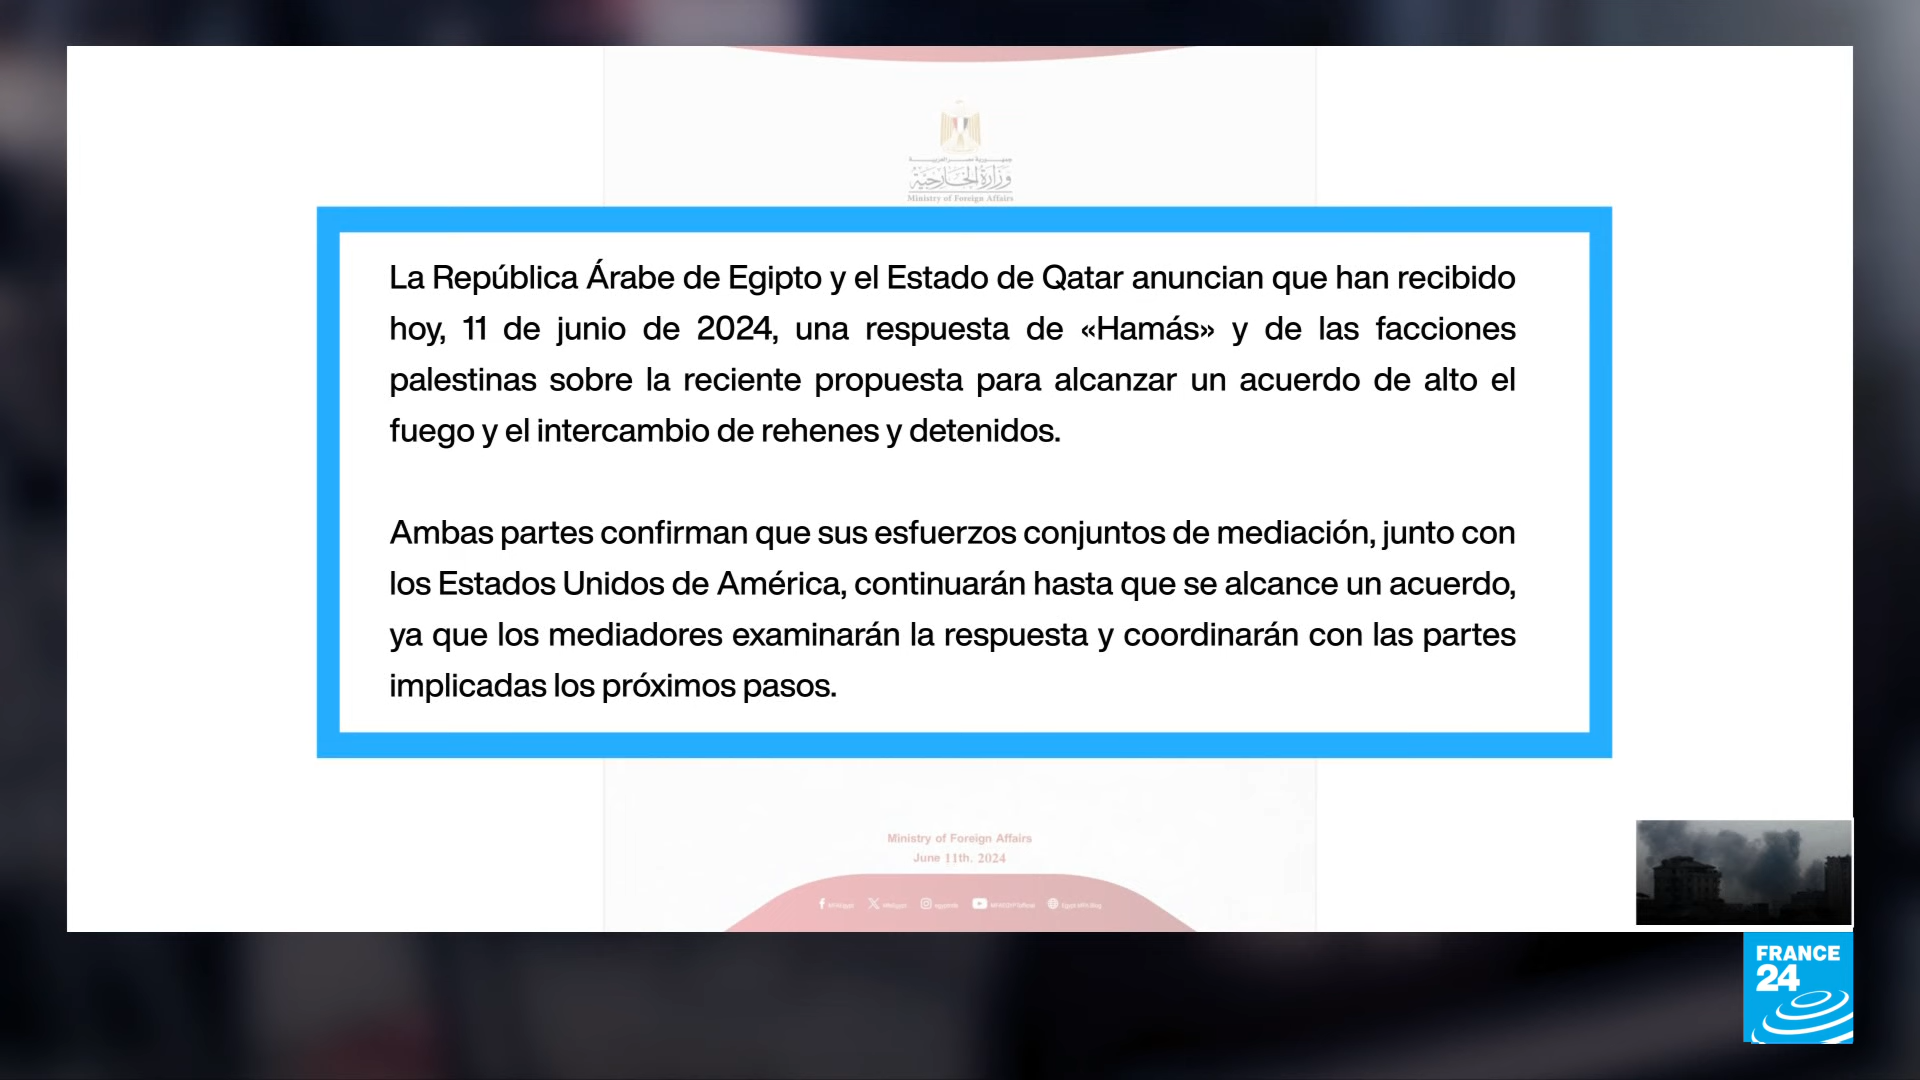 وزارة الخارجية
Ministry of Foreign Affairs
La República Árabe de Egipto y el Estado de Qatar anuncian que han recibido
hoy, 11 de junio de 2024, una respuesta de «Hamás» y de las facciones
palestinas sobre la reciente propuesta para alcanzar un acuerdo de alto el
fuego y el intercambio de rehenes y detenidos.
Ambas partes confirman que sus esfuerzos conjuntos de mediación, junto con
los Estados Unidos de América, continuarán hasta que se alcance un acuerdo,
ya que los mediadores examinarán la respuesta y coordinarán con las partes
implicadas los próximos pasos.
Ministry of Foreign Affairs
June 11th, 2024
FRANCE
24